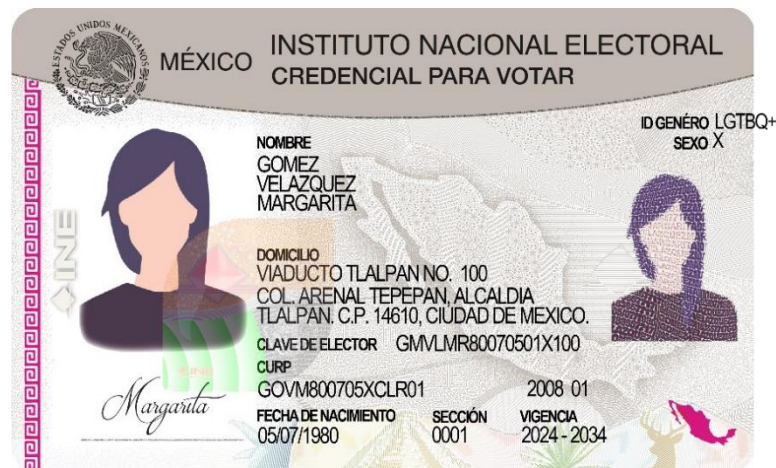 ESTADOS UNIDOS MEXICANOS
MÉXICO
INSTITUTO NACIONAL ELECTORAL
CREDENCIAL PARA VOTAR
ID GENÉRO LGTBQ+
SEXO X
NOMBRE
GOMEZ
VELAZQUEZ
MARGARITA
INE
DOMICILIO
VIADUCTO TLALPAN NO. 100
COL. ARENAL TEPEPAN, ALCALDIA
TLALPAN. C.P. 14610, CIUDAD DE MEXICO.
CLAVE DE ELECTOR GMVLMR80070501X100
CURP
GOVM800705XCLR01 2008 01
FECHA DE NACIMIENTO SECCIÓN VIGENCIA
05/07/1980 0001 2024 - 2034
INE
Margarita